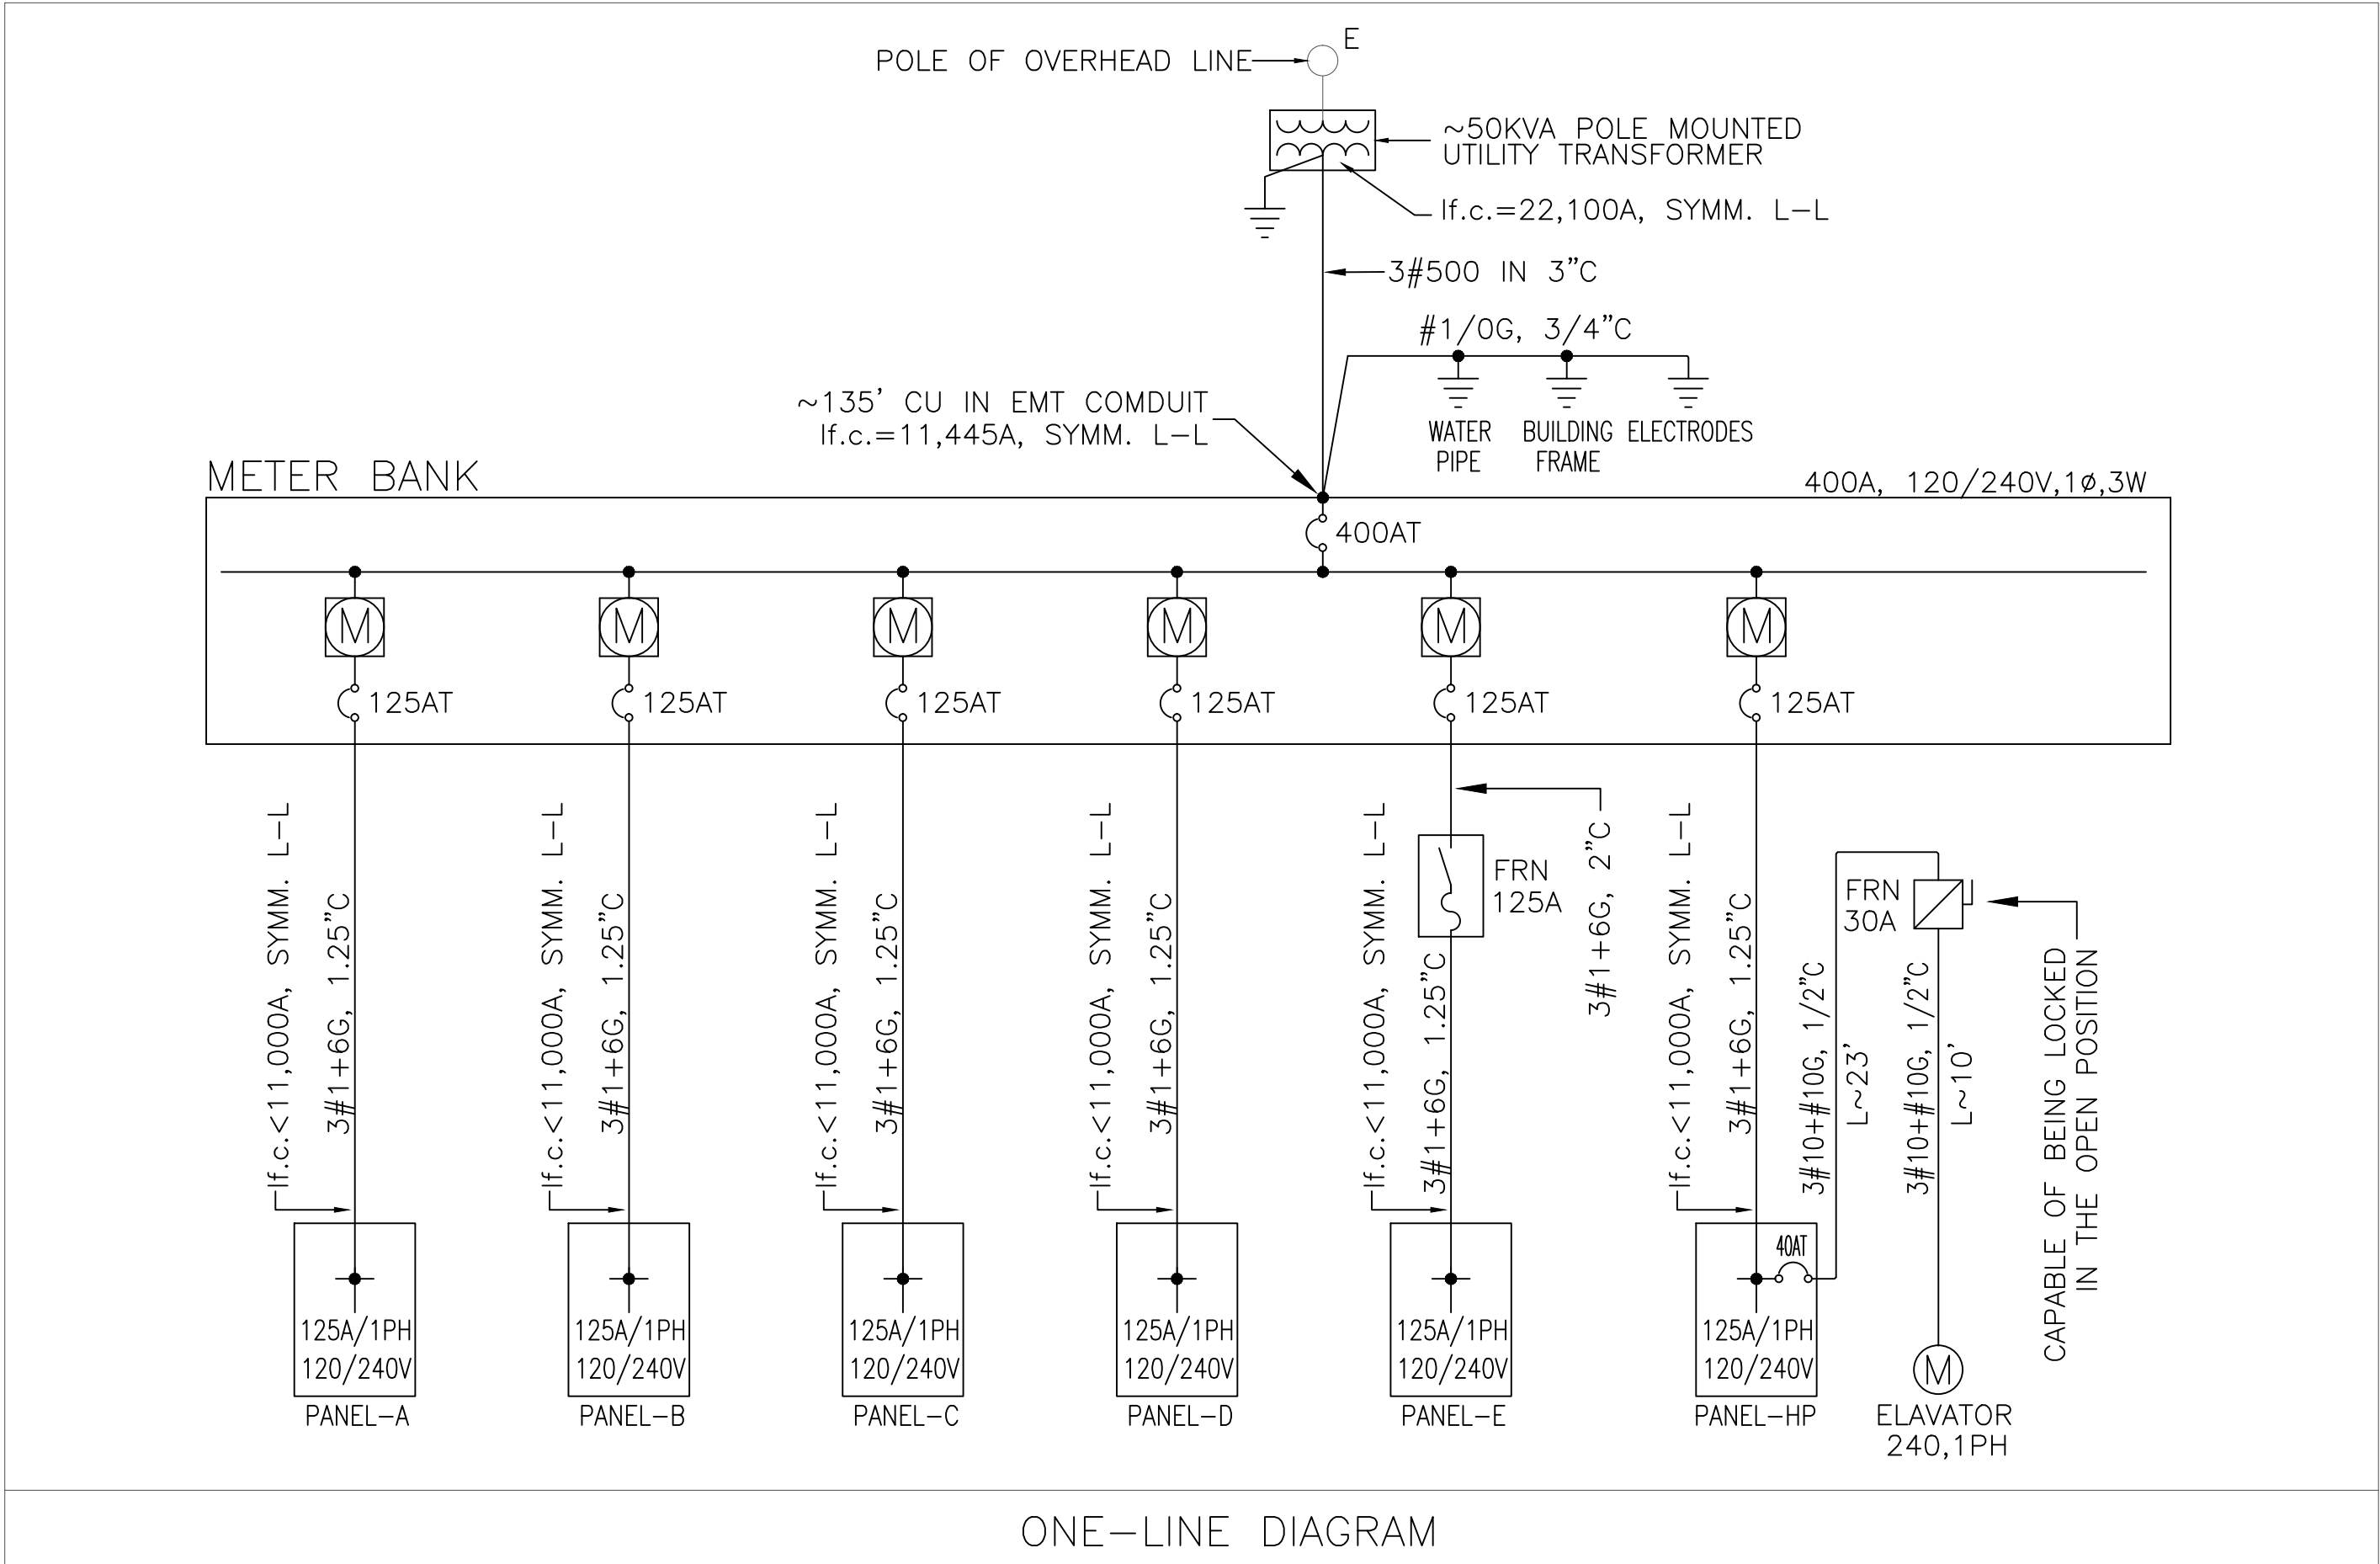 E
POLE OF OVERHEAD LINE
~50KVA POLE MOUNTED
UTILITY TRANSFORMER
If.c.=22,100A, SYMM. L-L
3#500 IN 3"C
#1/0G, 3/4"C
~135' CU IN EMT COMDUIT
If.c.=11,445A, SYMM. L-L
WATER
PIPE
BUILDING
FRAME
ELECTRODES
METER BANK
400A, 120/240V,1ø,3W
400AT
M
M
M
M
M
M
125AT
125AT
125AT
125AT
125AT
125AT
If.c.<11,000A, SYMM. L-L
3#1+6G, 1.25"C
If.c.<11,000A, SYMM. L-L
3#1+6G, 1.25"C
If.c.<11,000A, SYMM. L-L
3#1+6G, 1.25"C
If.c.<11,000A, SYMM. L-L
3#1+6G, 1.25"C
If.c.<11,000A, SYMM. L-L
3#1+6G, 1.25"C
FRN
125A
3#1+6G, 2"C
If.c.<11,000A, SYMM. L-L
3#1+6G, 1.25"C
3#10+#10G, 1/2"C
L~23'
FRN
30A
3#10+#10G, 1/2"C
L~10'
CAPABLE OF BEING LOCKED
IN THE OPEN POSITION
40AT
125A/1PH
120/240V
PANEL-A
125A/1PH
120/240V
PANEL-B
125A/1PH
120/240V
PANEL-C
125A/1PH
120/240V
PANEL-D
125A/1PH
120/240V
PANEL-E
125A/1PH
120/240V
PANEL-HP
M
ELAVATOR
240,1PH
ONE-LINE DIAGRAM